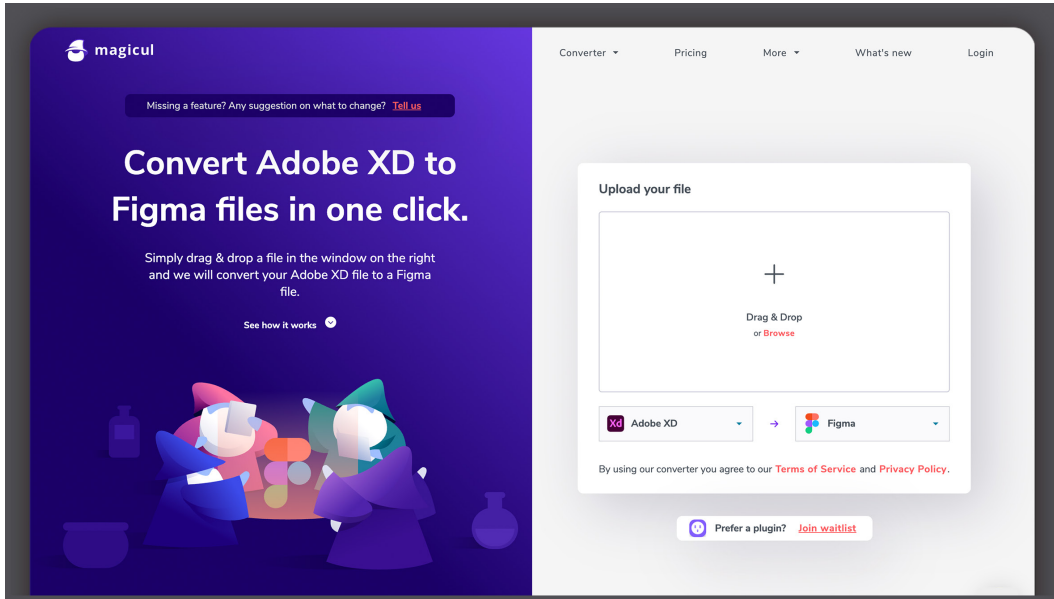 magicul
Converter
Pricing
More
What's new
Login
Missing a feature? Any suggestion on what to change? Tell us
Convert Adobe XD to
Figma files in one click.
Simply drag & drop a file in the window on the right
and we will convert your Adobe XD file to a Figma
file.
See how it works
Upload your file
Drag & Drop
or Browse
Xd Adobe XD
Figma
By using our converter you agree to our Terms of Service and Privacy Policy.
Prefer a plugin? Join waitlist